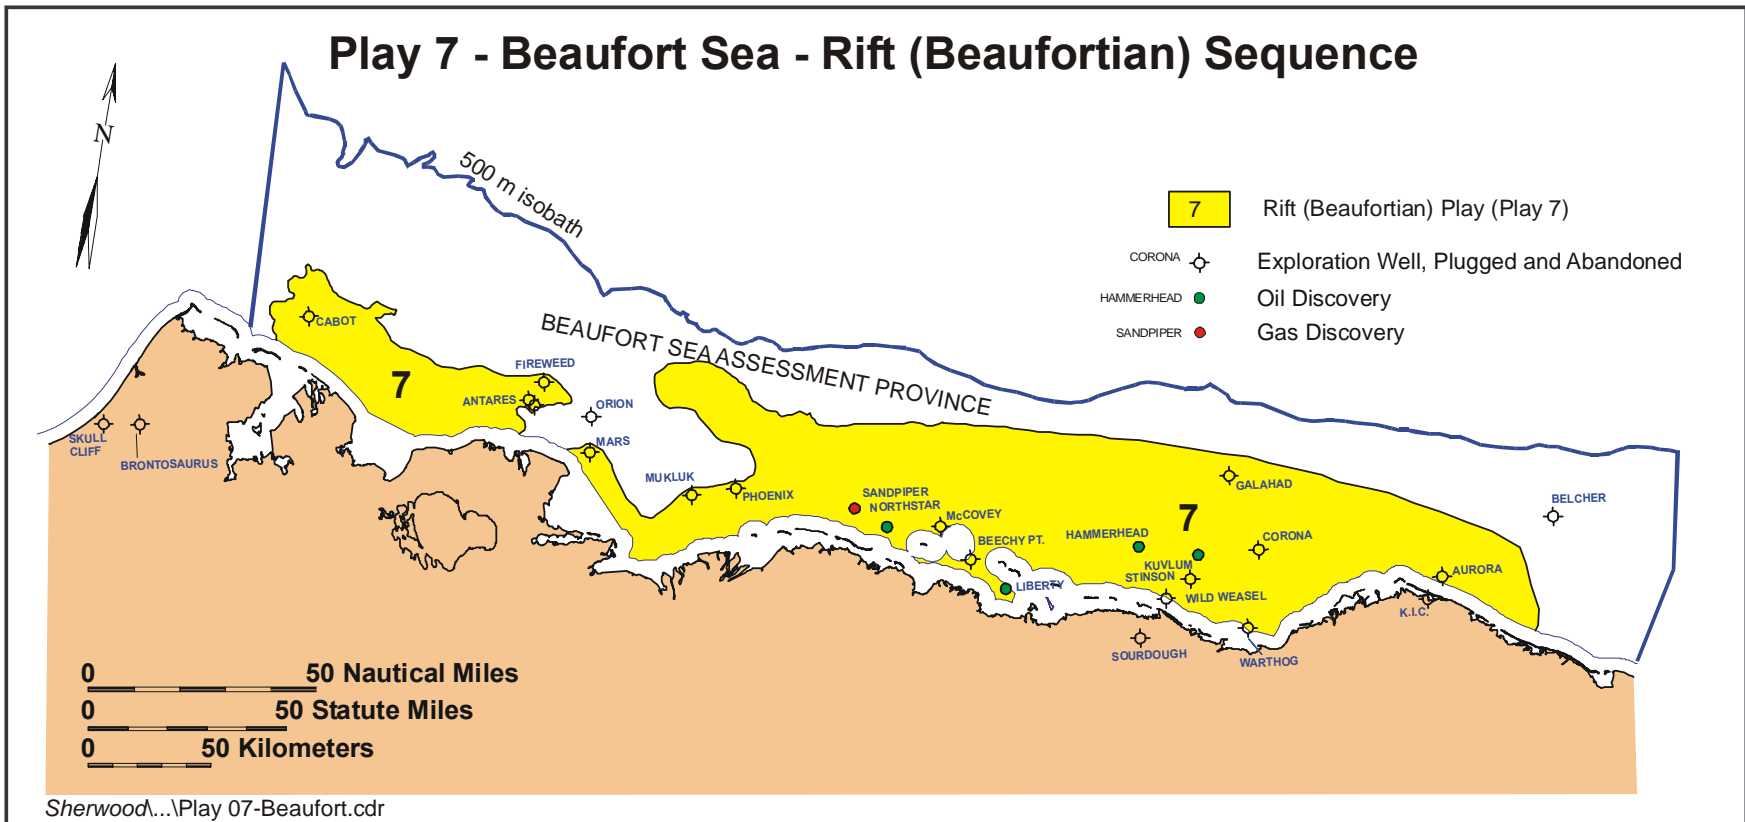 Play 7 - Beaufort Sea - Rift (Beaufortian) Sequence
N
500 m isobath
7 Rift (Beaufortian) Play (Play 7)
CORONA Exploration Well, Plugged and Abandoned
HAMMERHEAD Oil Discovery
SANDPIPER Gas Discovery
BEAUFORT SEA ASSESSMENT PROVINCE
CABOT
FIREWEED
7
ANTARES
ORION
SKULL
CLIFF
BRONTOSAURUS
MARS
MUKLUK
PHOENIX
SANDPIPER
NORTHSTAR
McCOVEY
BEECHY PT.
LIBERTY
GALAHAD
BELCHER
7
HAMMERHEAD
CORONA
KUVLUM
STINSON
WILD WEASEL
AURORA
K.I.C.
SOURDOUGH
WARTHOG
0 50 Nautical Miles
0 50 Statute Miles
0 50 Kilometers
Sherwood\...\Play 07-Beaufort.cdr